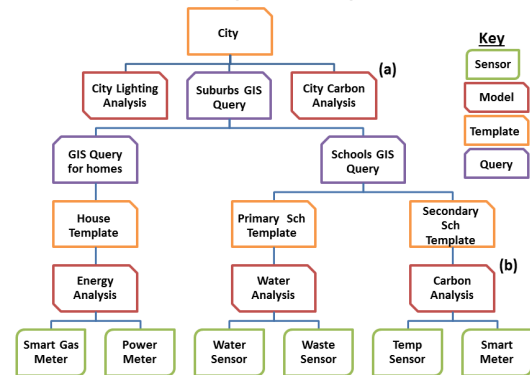 City
Key
Sensor
Model
Template
Query
(a)
City Lighting
Analysis
Suburbs GIS
Query
City Carbon
Analysis
GIS Query
for homes
Schools GIS
Query
House
Template
Primary Sch
Template
Secondary
Sch
Template
(b)
Energy
Analysis
Water
Analysis
Carbon
Analysis
Smart Gas
Meter
Power
Meter
Water
Sensor
Waste
Sensor
Temp
Sensor
Smart
Meter